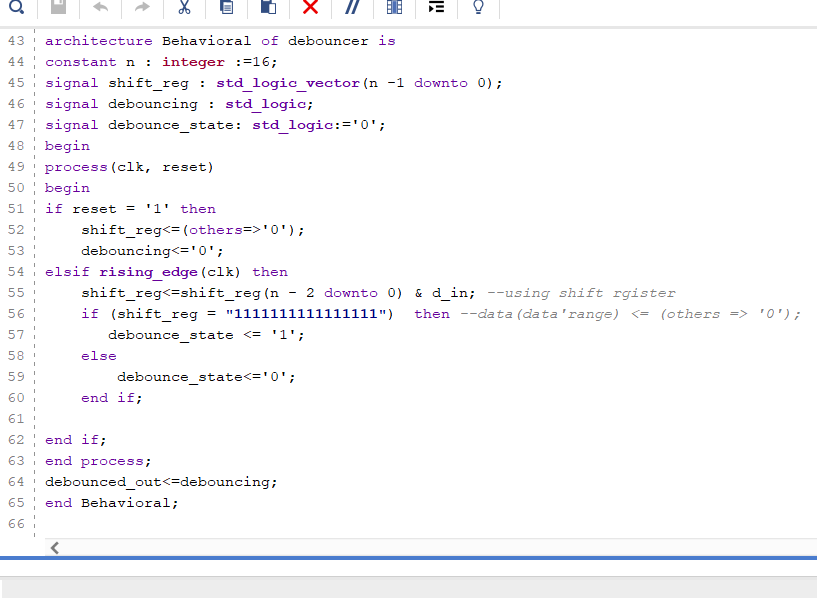 43 architecture Behavioral of debouncer is
44 constant n : integer :=16;
45 signal shift_reg : std_logic_vector(n -1 downto 0);
46 signal debouncing : std_logic;
47 signal debounce_state: std_logic:='0';
48 begin
49 process(clk, reset)
50 begin
51 if reset = '1' then
52     shift_reg<=(others=>'0');
53     debouncing<='0';
54 elsif rising_edge(clk) then
55     shift_reg<=shift_reg(n - 2 downto 0) & d_in; --using shift rgister
56     if (shift_reg = "1111111111111111")  then --data(data'range) <= (others => '0');
57        debounce_state <= '1';
58     else
59         debounce_state<='0';
60     end if;
61
62 end if;
63 end process;
64 debounced_out<=debouncing;
65 end Behavioral;
66